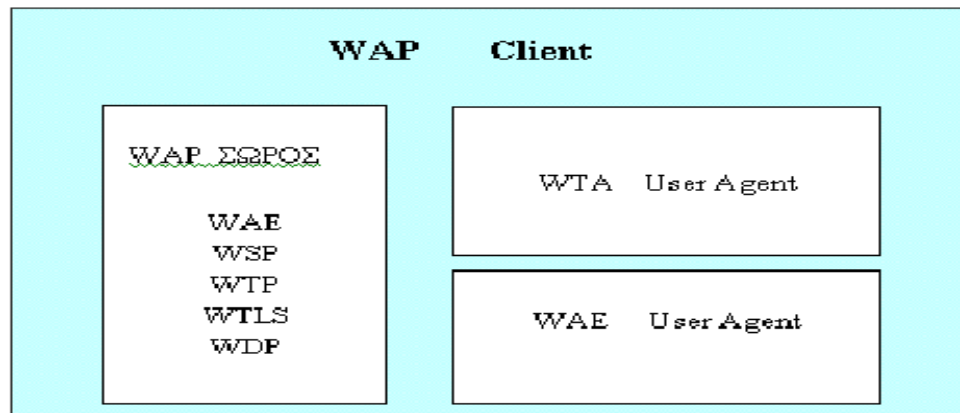 WAP Client
WAP ΣΩΡΟΣ
WAE
WSP
WTP
WTLS
WDP
WTA User Agent
WAE User Agent